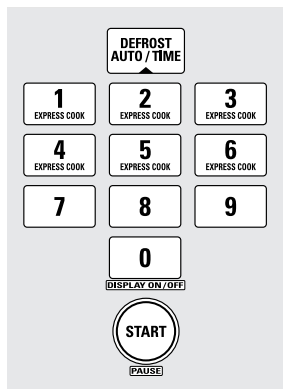 DEFROST
AUTO / TIME
1 2 3
EXPRESS COOK EXPRESS COOK EXPRESS COOK
4 5 6
EXPRESS COOK EXPRESS COOK EXPRESS COOK
7 8 9
0
DISPLAY ON/OFF
START
PAUSE